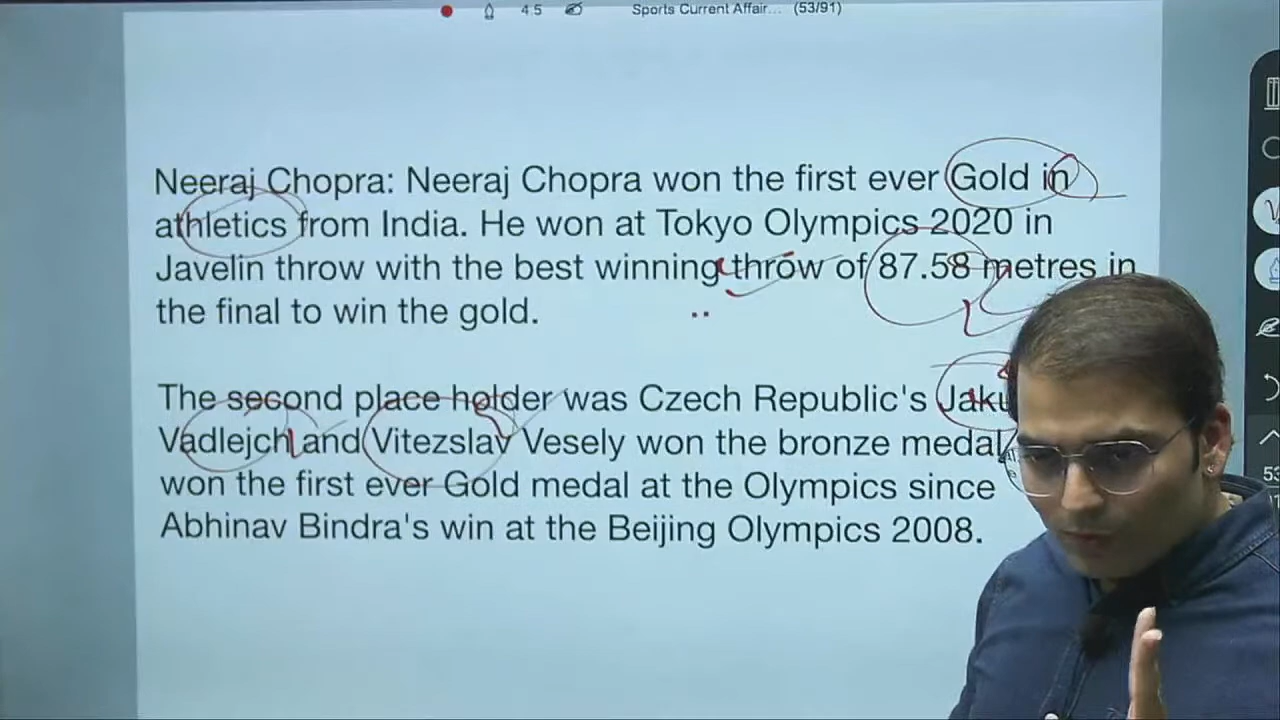 4.5 Sports Current Affair... (53/91)
Neeraj Chopra: Neeraj Chopra won the first ever Gold in
athletics from India. He won at Tokyo Olympics 2020 in
Javelin throw with the best winning throw of 87.58 metres in
the final to win the gold.
The second place holder was Czech Republic's Jaku
Vadlejch and Vitezslav Vesely won the bronze medal
won the first ever Gold medal at the Olympics since
Abhinav Bindra's win at the Beijing Olympics 2008.
53